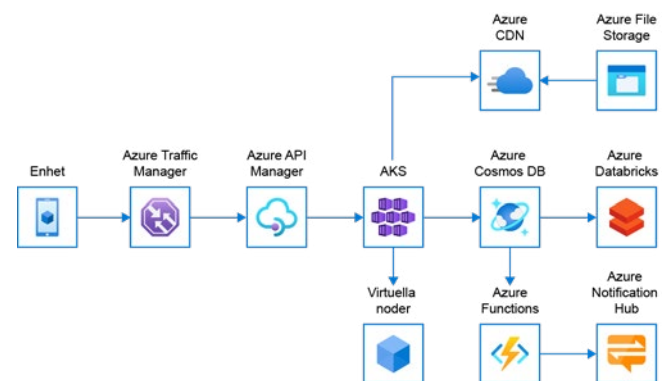 Azure
CDN
Azure File
Storage
Enhet
Azure Traffic
Manager
Azure API
Manager
AKS
Azure
Cosmos DB
Azure
Databricks
Virtuella
noder
Azure
Functions
Azure
Notification
Hub